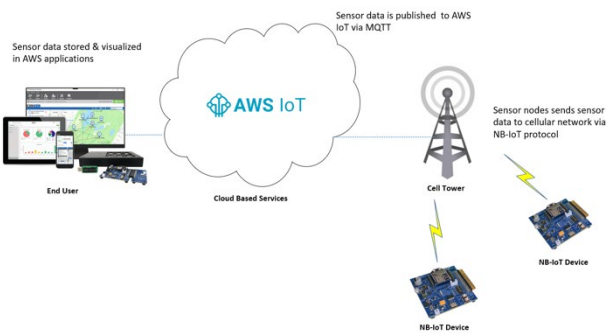 Sensor data is published to AWS
IoT via MQTT
Sensor data stored & visualized
in AWS applications
AWS IoT
Sensor nodes sends sensor
data to cellular network via
NB-IoT protocol
End User
Cloud Based Services
Cell Tower
NB-IoT Device
NB-IoT Device